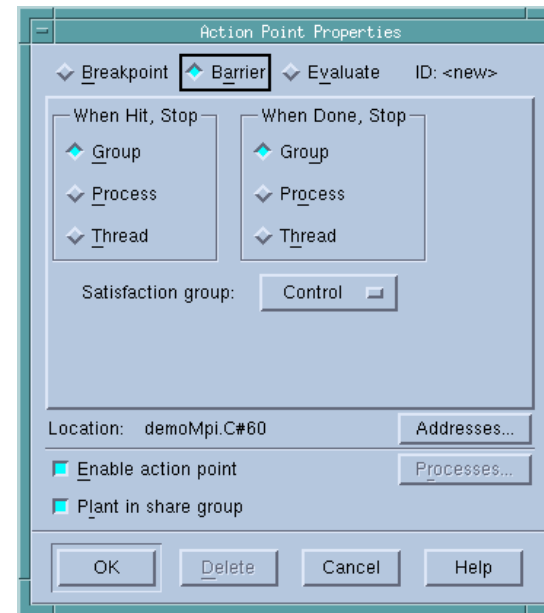 Action Point Properties
Breakpoint Barrier Evaluate ID: <new>
When Hit, Stop When Done, Stop
Group Group
Process Process
Thread Thread
Satisfaction group: Control
Location: demoMpi.C#60 Addresses...
Enable action point Processes...
Plant in share group
OK Delete Cancel Help